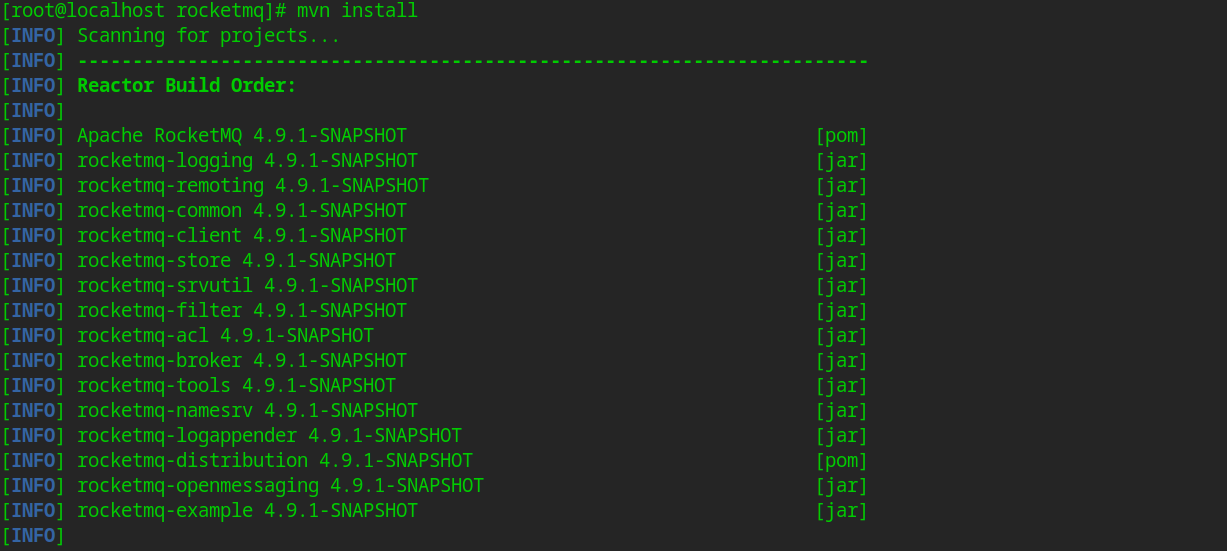 [root@localhost rocketmq]# mvn install
[INFO] Scanning for projects...
[INFO] ------------------------------------------------------------------------
[INFO] Reactor Build Order:
[INFO]
[INFO] Apache RocketMQ 4.9.1-SNAPSHOT                                     [pom]
[INFO] rocketmq-logging 4.9.1-SNAPSHOT                                    [jar]
[INFO] rocketmq-remoting 4.9.1-SNAPSHOT                                   [jar]
[INFO] rocketmq-common 4.9.1-SNAPSHOT                                     [jar]
[INFO] rocketmq-client 4.9.1-SNAPSHOT                                     [jar]
[INFO] rocketmq-store 4.9.1-SNAPSHOT                                      [jar]
[INFO] rocketmq-srvutil 4.9.1-SNAPSHOT                                    [jar]
[INFO] rocketmq-filter 4.9.1-SNAPSHOT                                     [jar]
[INFO] rocketmq-acl 4.9.1-SNAPSHOT                                        [jar]
[INFO] rocketmq-broker 4.9.1-SNAPSHOT                                     [jar]
[INFO] rocketmq-tools 4.9.1-SNAPSHOT                                      [jar]
[INFO] rocketmq-namesrv 4.9.1-SNAPSHOT                                    [jar]
[INFO] rocketmq-logappender 4.9.1-SNAPSHOT                                [jar]
[INFO] rocketmq-distribution 4.9.1-SNAPSHOT                               [pom]
[INFO] rocketmq-openmessaging 4.9.1-SNAPSHOT                              [jar]
[INFO] rocketmq-example 4.9.1-SNAPSHOT                                    [jar]
[INFO]